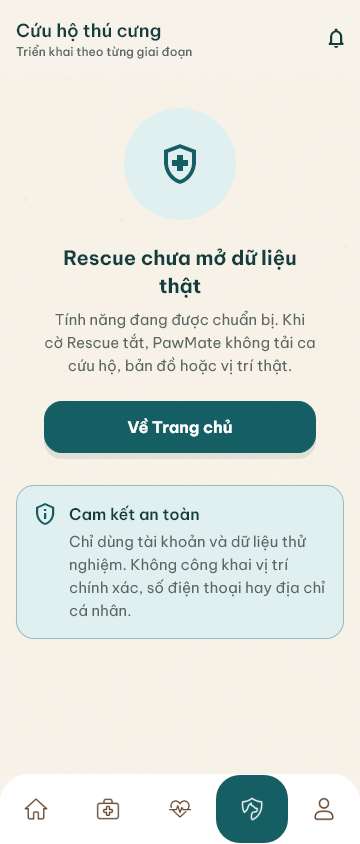 Cứu hộ thú cưng
Triển khai theo từng giai đoạn
Rescue chưa mở dữ liệu
thật
Tính năng đang được chuẩn bị. Khi
cờ Rescue tắt, PawMate không tải ca
cứu hộ, bản đồ hoặc vị trí thật.
Về Trang chủ
Cam kết an toàn
Chỉ dùng tài khoản và dữ liệu thử
nghiệm. Không công khai vị trí
chính xác, số điện thoại hay địa chỉ
cá nhân.